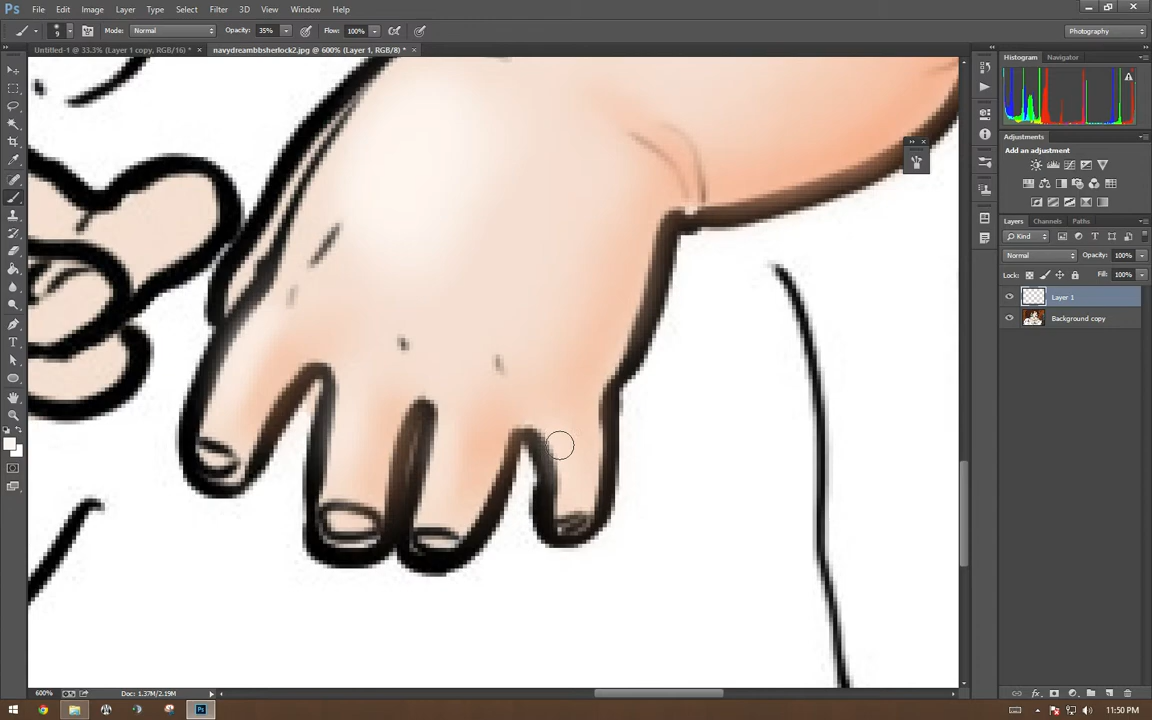 Ps File Edit Image Layer Type Select Filter 3D View Window Help
9 Mode: Normal Opacity: 35% Flow: 100% Photography
Untitled-1 @ 33.3% (Layer 1 copy, RGB/16) * × navydreambbsherlock2.jpg @ 600% (Layer 1, RGB/8) * ×
Histogram Navigator
Adjustments
Add an adjustment
Layers Channels Paths
Kind
Normal Opacity: 100%
Lock: Fill: 100%
Layer 1
Background copy
fx
600% Doc: 1.37M/2.19M
Ps 11:50 PM